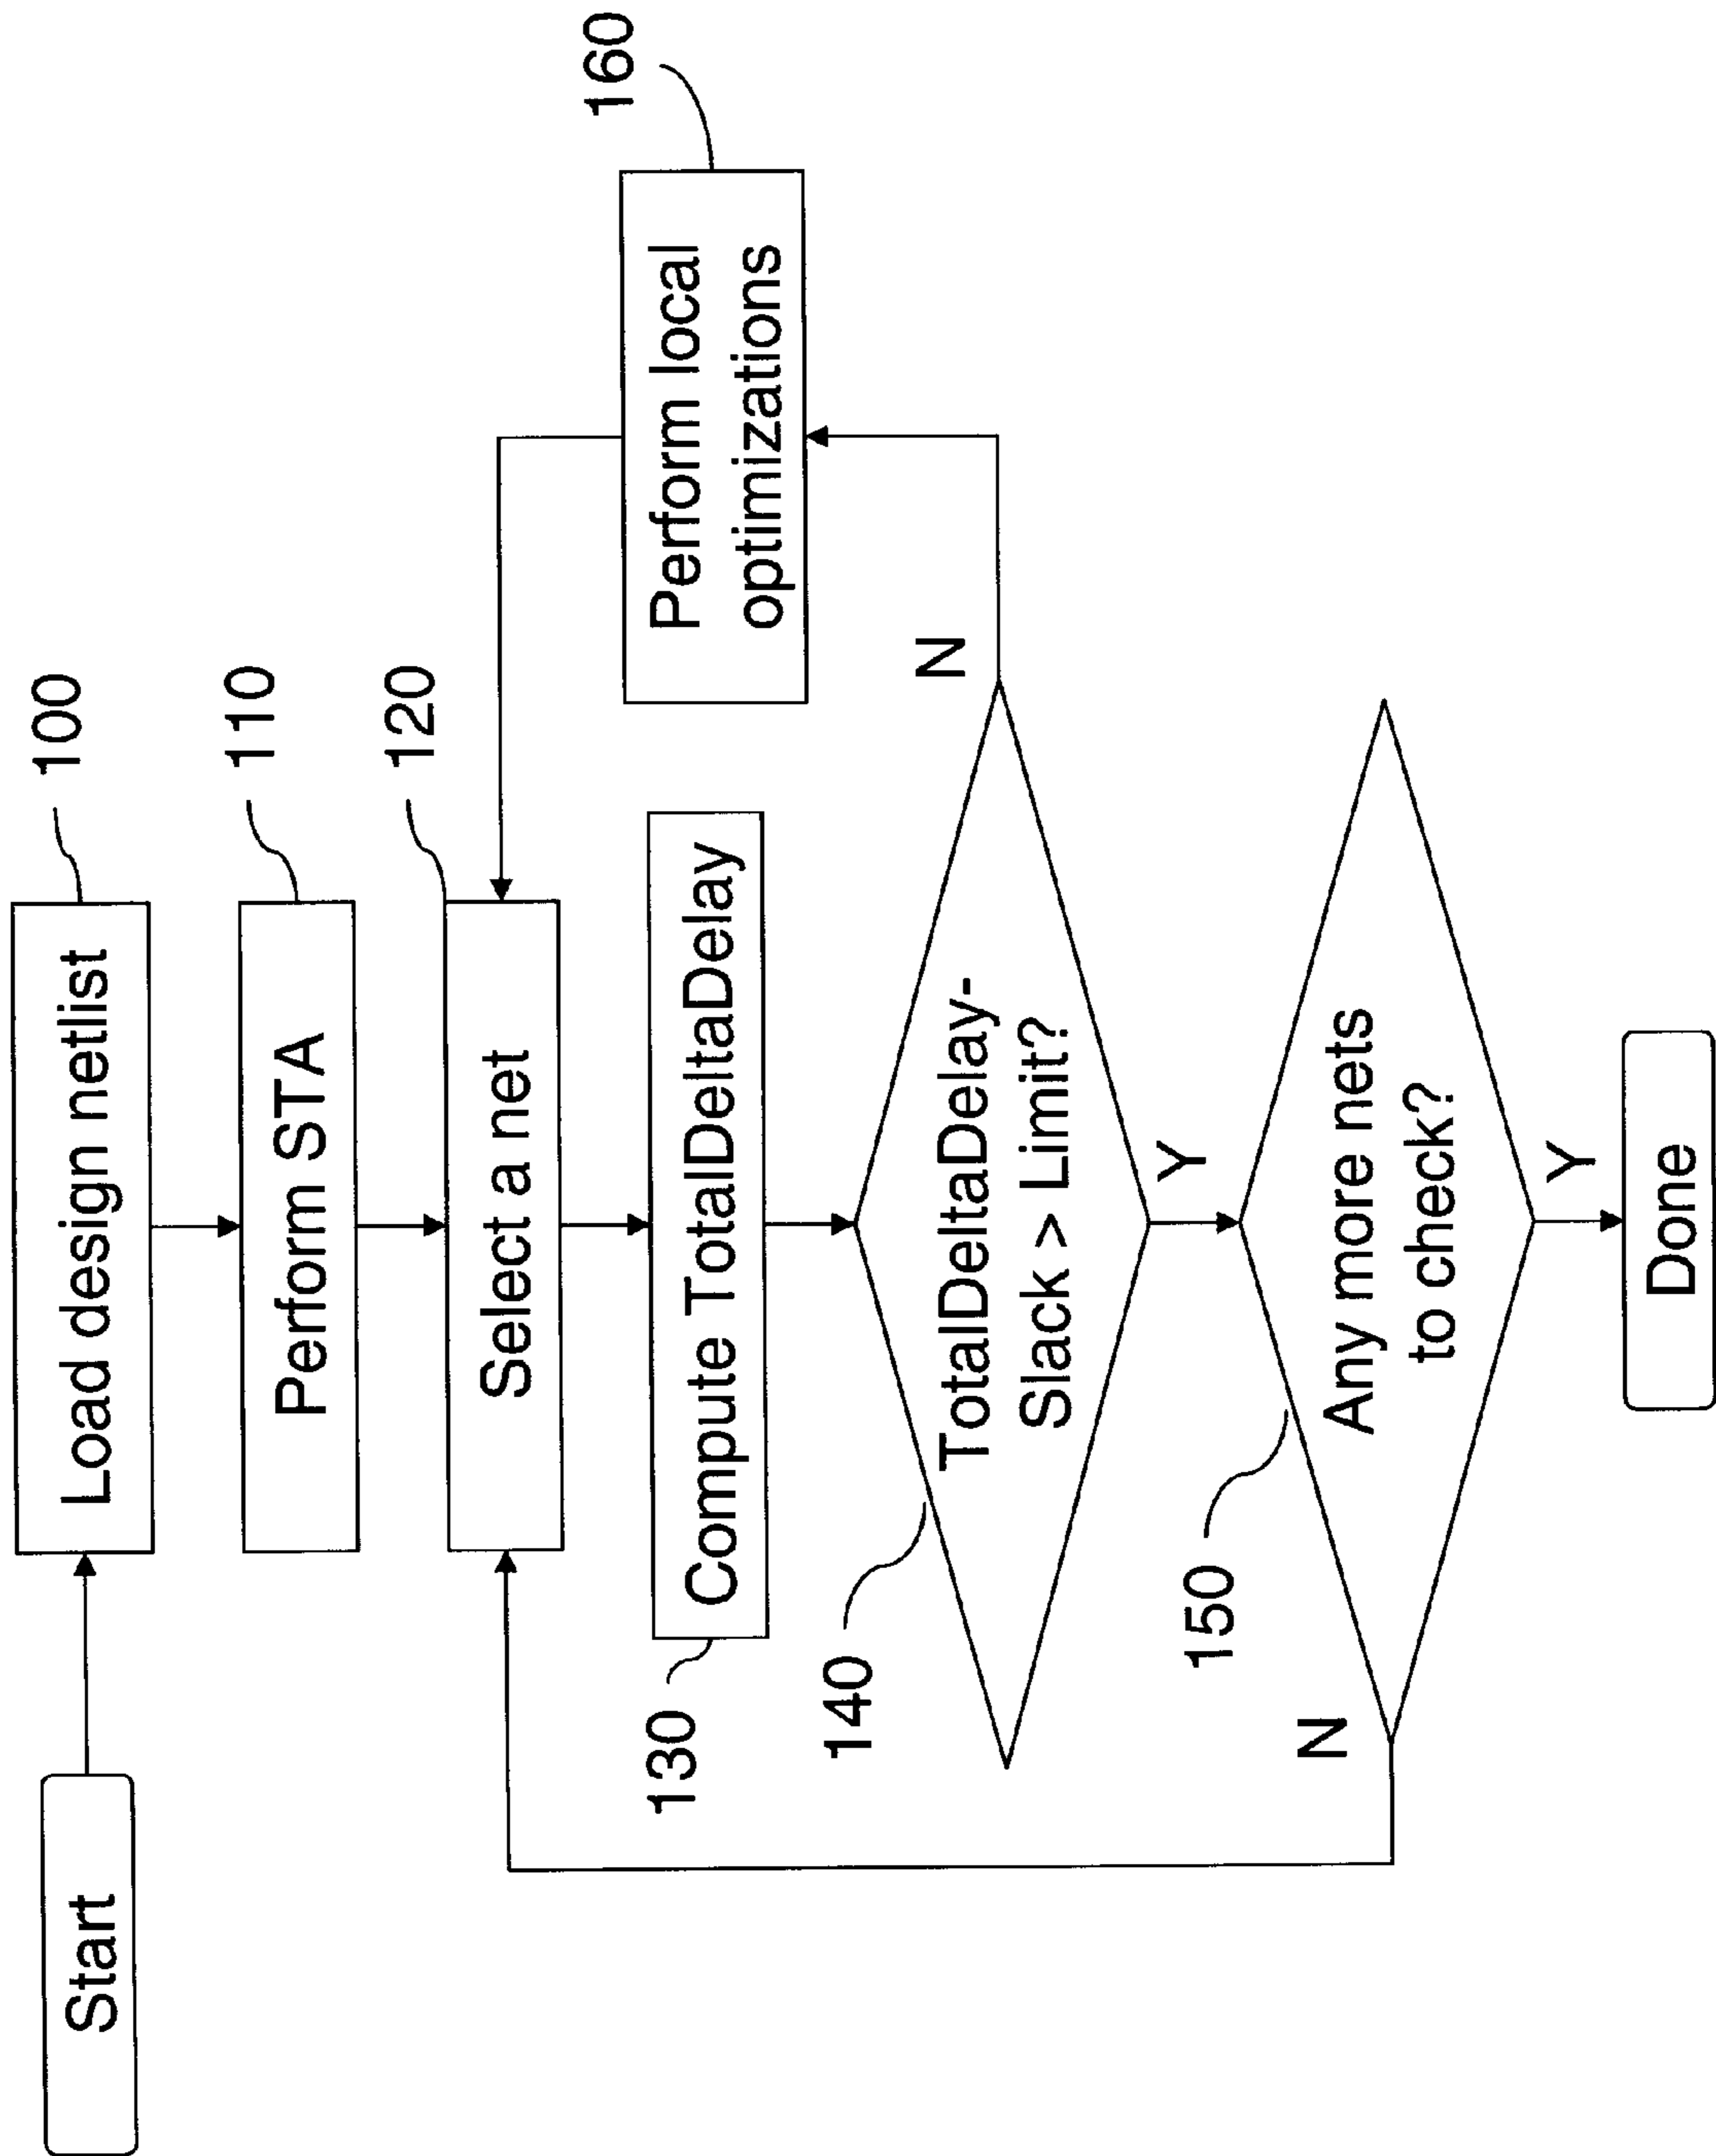 Start
Load design netlist
100
Perform STA
110
Select a net
120
Compute TotalDeltaDelay
130
TotalDeltaDelay-
Slack > Limit?
140
N
Perform local
optimizations
160
Y
Any more nets
to check?
150
N
Y
Done